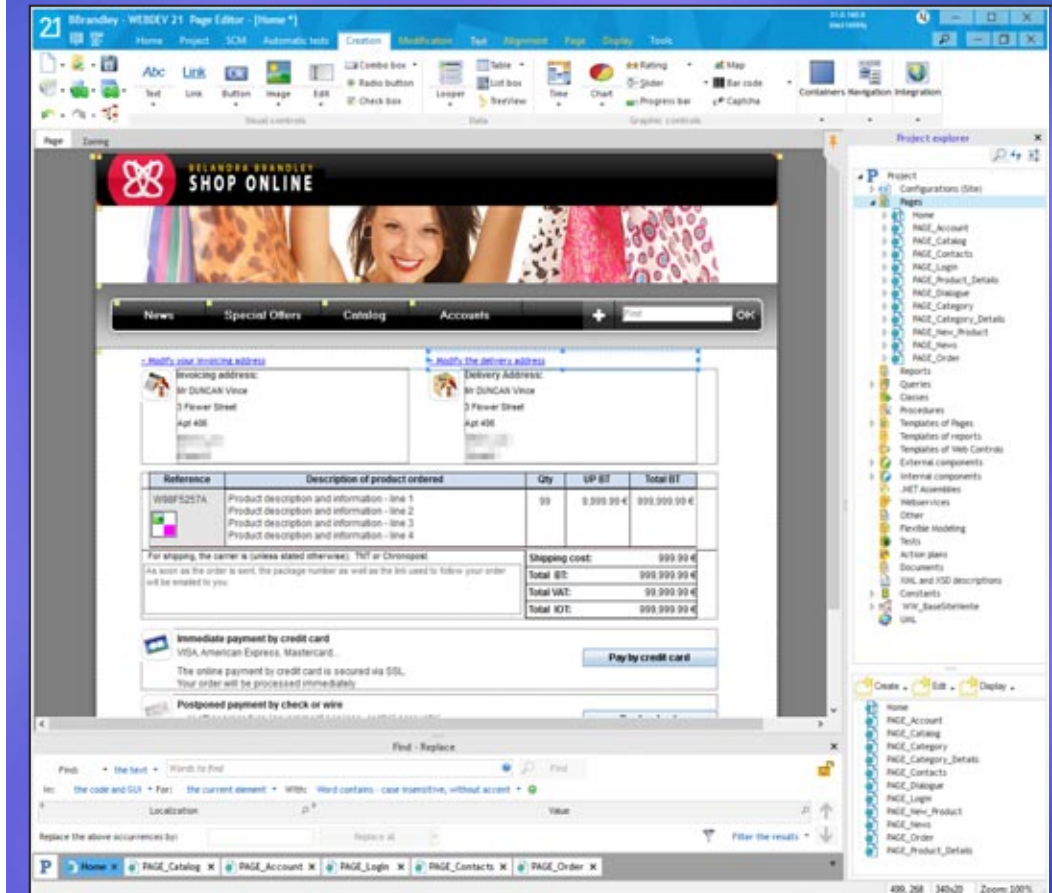 21
BBrandley - WEBDEV 21 Page Editor - [Home *]
Home Project SCM Automatic tests Creation Modification Text Alignment Page Display Tools
Abc Link OK
Text Link Button Image Edit
Combo box
Radio button
Check box
Visual controls
Looper
Table
List box
TreeView
Data
Time Chart
Rating
Slider
Progress bar
Map
Bar code
Captcha
Graphic controls
Containers Navigation Integration
Page Zoning
BELANDRA BRANDLEY
SHOP ONLINE
News Special Offers Catalog Accounts + Find OK
Modify your invoicing address
Modify the delivery address
Invoicing address:
Mr DUNCAN Vince
3 Flower Street
Apt 406
Delivery Address:
Mr DUNCAN Vince
3 Flower Street
Apt 406
Reference Description of product ordered Qty UP BT Total BT
W98F5257A
Product description and information - line 1
Product description and information - line 2
Product description and information - line 3
Product description and information - line 4
99 9,999.99 € 999,999.99 €
For shipping, the carrier is (unless stated otherwise): TNT or Chronopost.
As soon as the order is sent, the package number as well as the link used to follow your order
will be emailed to you.
Shipping cost: 999.99 €
Total BT: 999,999.99 €
Total VAT: 99,999.99 €
Total IOT: 999,999.99 €
Immediate payment by credit card
VISA, American Express, Mastercard...
The online payment by credit card is secured via SSL.
Your order will be processed immediately.
Pay by credit card
Postponed payment by check or wire
Find - Replace
Find: the text Words to find Find
In: the code and GUI For: the current element With: Word contains - case insensitive, without accent
Localization Value
Replace the above occurrences by: Replace all Filter the results
P Home x PAGE_Catalog x PAGE_Account x PAGE_Login x PAGE_Contacts x PAGE_Order x
Project explorer
Project
Configurations (Site)
Pages
Home
PAGE_Account
PAGE_Catalog
PAGE_Contacts
PAGE_Login
PAGE_Product_Details
PAGE_Dialogue
PAGE_Category
PAGE_Category_Details
PAGE_New_Product
PAGE_News
PAGE_Order
Reports
Queries
Classes
Procedures
Templates of Pages
Templates of reports
Templates of Web Controls
External components
Internal components
.NET Assemblies
Webservices
Other
Flexible Modeling
Tests
Action plans
Documents
XML and XSD descriptions
Constants
WW_BaseSiteVente
UML
Create Edit Display
Home
PAGE_Account
PAGE_Catalog
PAGE_Category
PAGE_Category_Details
PAGE_Contacts
PAGE_Dialogue
PAGE_Login
PAGE_New_Product
PAGE_News
PAGE_Order
PAGE_Product_Details
499, 268 340x20 Zoom: 100%